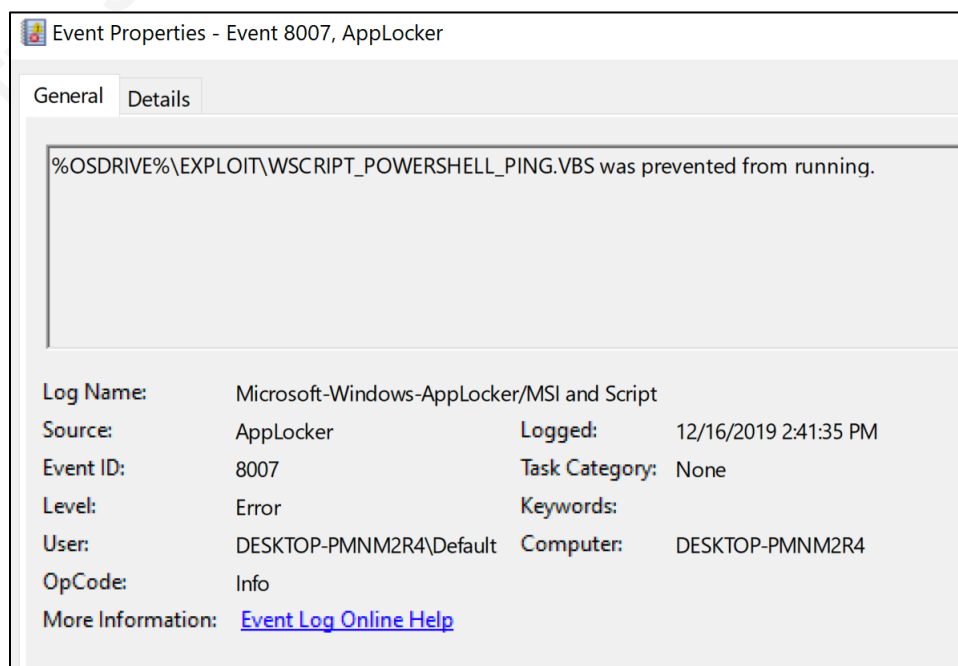 Event Properties - Event 8007, AppLocker
General Details
%OSDRIVE%\EXPLOIT\WSCRIPT_POWERSHELL_PING.VBS was prevented from running.
Log Name: Microsoft-Windows-AppLocker/MSI and Script
Source: AppLocker Logged: 12/16/2019 2:41:35 PM
Event ID: 8007 Task Category: None
Level: Error Keywords:
User: DESKTOP-PMNM2R4\Default Computer: DESKTOP-PMNM2R4
OpCode: Info
More Information: Event Log Online Help